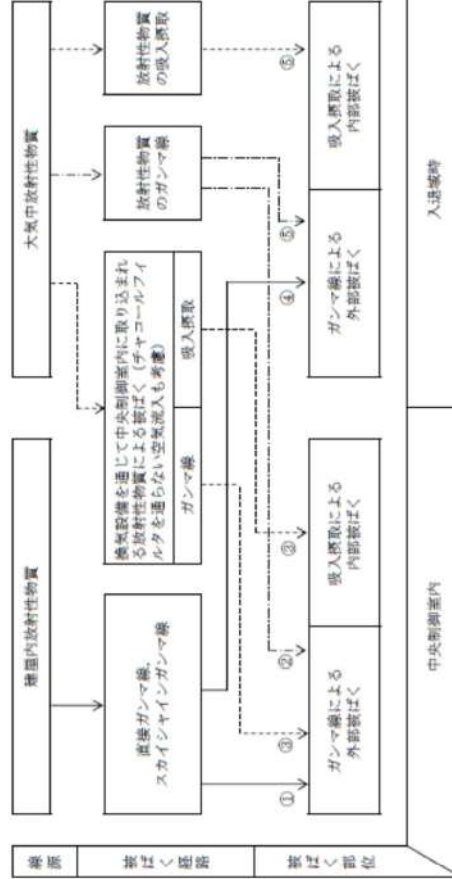 線源
建屋内放射性物質
大気中放射性物質
被ばく経路
直接ガンマ線,
スカイシャインガンマ線
換気設備を通じて中央制御室内に取り込まれ
る放射性物質による被ばく（チャコールフィ
ルタを通らない空気流入も考慮）
ガンマ線
吸入摂取
放射性物質
のガンマ線
放射性物質
の吸入摂取
①
③
②
③
④
⑤
⑤
被ばく部位
ガンマ線による
外部被ばく
吸入摂取による
内部被ばく
ガンマ線による
外部被ばく
吸入摂取による
内部被ばく
中央制御室内
入退域時